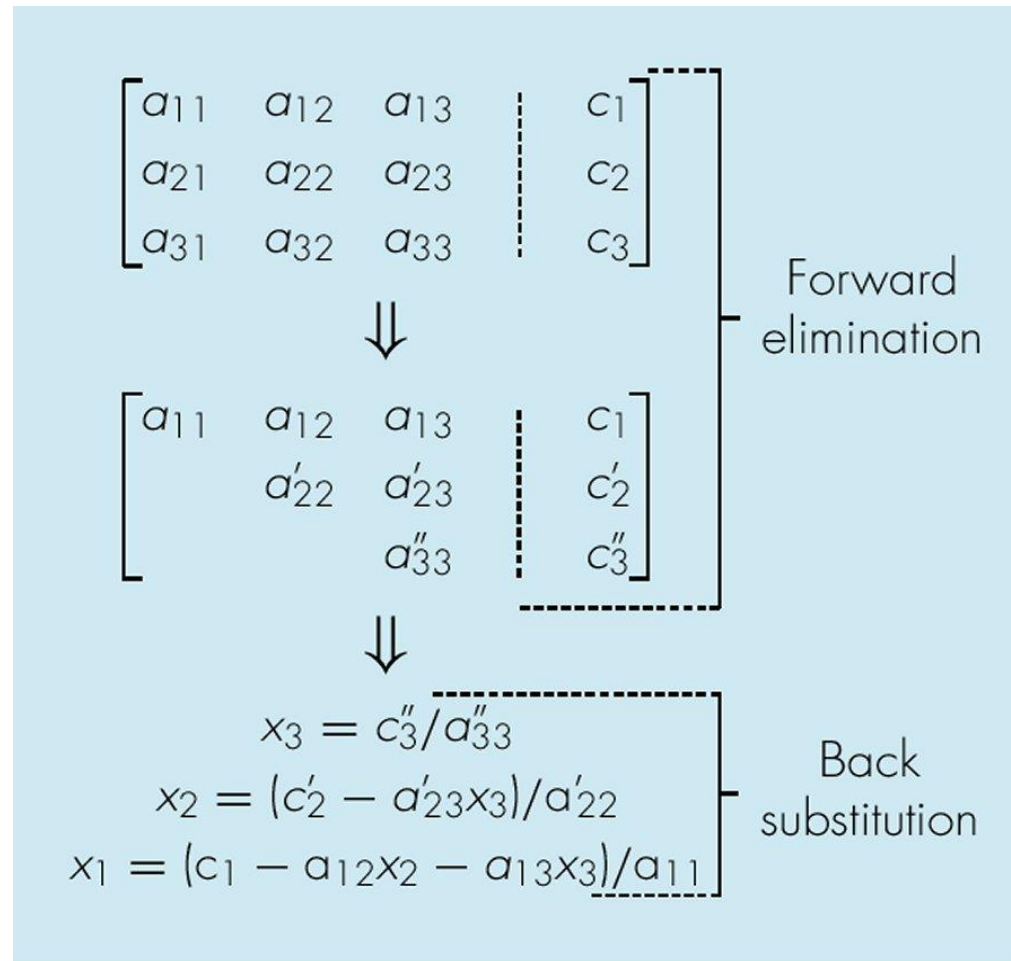 a11 a12 a13 c1
a21 a22 a23 c2
a31 a32 a33 c3
Forward
elimination
⇓
a11 a12 a13 c1
a′22 a′23 c′2
a″33 c″3
⇓
x3 = c″3/a″33
x2 = (c′2 − a′23x3)/a′22
x1 = (c1 − a12x2 − a13x3)/a11
Back
substitution